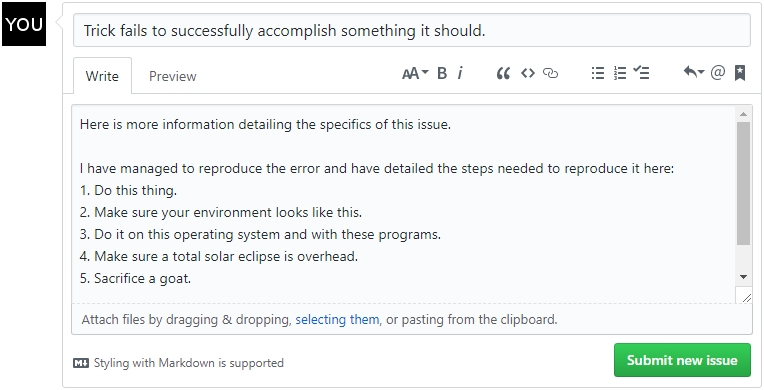 YOU
Trick fails to successfully accomplish something it should.
Write Preview AA B i @
Here is more information detailing the specifics of this issue.
I have managed to reproduce the error and have detailed the steps needed to reproduce it here:
1. Do this thing.
2. Make sure your environment looks like this.
3. Do it on this operating system and with these programs.
4. Make sure a total solar eclipse is overhead.
5. Sacrifice a goat.
Attach files by dragging & dropping, selecting them, or pasting from the clipboard.
Styling with Markdown is supported
Submit new issue